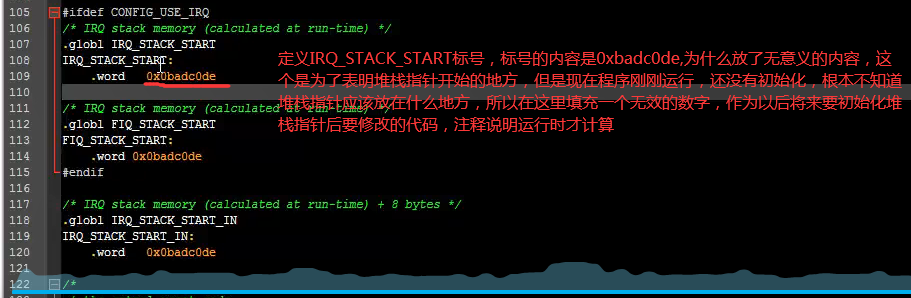 105 #ifdef CONFIG_USE_IRQ
106 /* IRQ stack memory (calculated at run-time) */
107 .globl IRQ_STACK_START
108 IRQ_STACK_START:
109 .word 0x0badc0de
110
111 /* IRQ stack memory (calculated at run-time) */
112 .globl FIQ_STACK_START
113 FIQ_STACK_START:
114 .word 0x0badc0de
115 #endif
116
117 /* IRQ stack memory (calculated at run-time) + 8 bytes */
118 .globl IRQ_STACK_START_IN
119 IRQ_STACK_START_IN:
120 .word 0x0badc0de
121
122 /*
定义IRQ_STACK_START标号，标号的内容是0xbadc0de,为什么放了无意义的内容，这
个是为了表明堆栈指针开始的地方，但是现在程序刚刚运行，还没有初始化，根本不知道
堆栈指针应该放在什么地方，所以在这里填充一个无效的数字，作为以后将来要初始化堆
栈指针后要修改的代码，注释说明运行时才计算